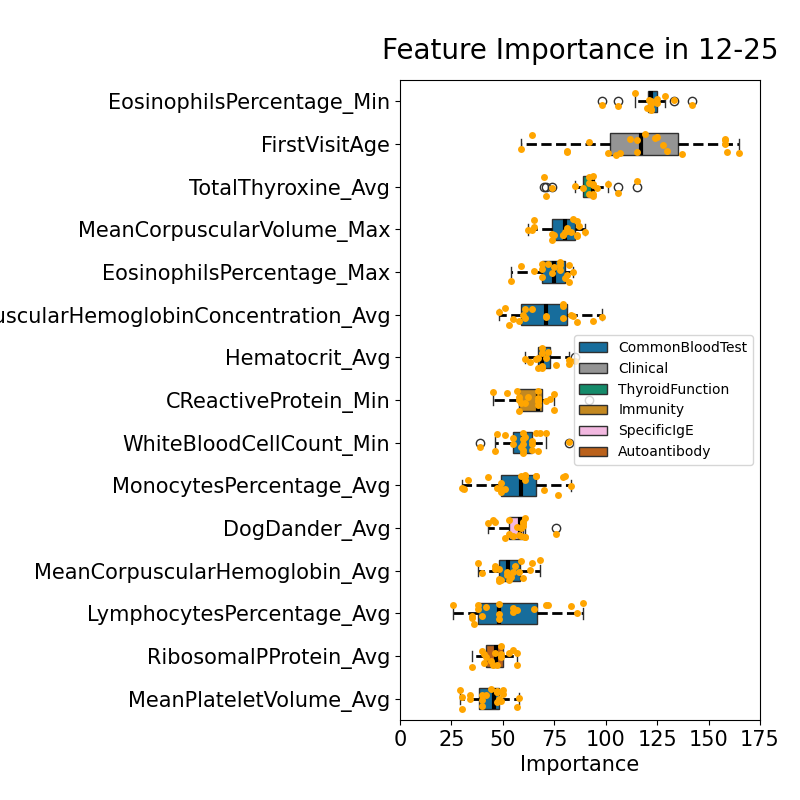 Feature Importance in 12-25
EosinophilsPercentage_Min
FirstVisitAge
TotalThyroxine_Avg
MeanCorpuscularVolume_Max
EosinophilsPercentage_Max
uscularHemoglobinConcentration_Avg
Hematocrit_Avg
CReactiveProtein_Min
WhiteBloodCellCount_Min
MonocytesPercentage_Avg
DogDander_Avg
MeanCorpuscularHemoglobin_Avg
LymphocytesPercentage_Avg
RibosomalPProtein_Avg
MeanPlateletVolume_Avg
CommonBloodTest
Clinical
ThyroidFunction
Immunity
SpecificIgE
Autoantibody
0 25 50 75 100 125 150 175
Importance